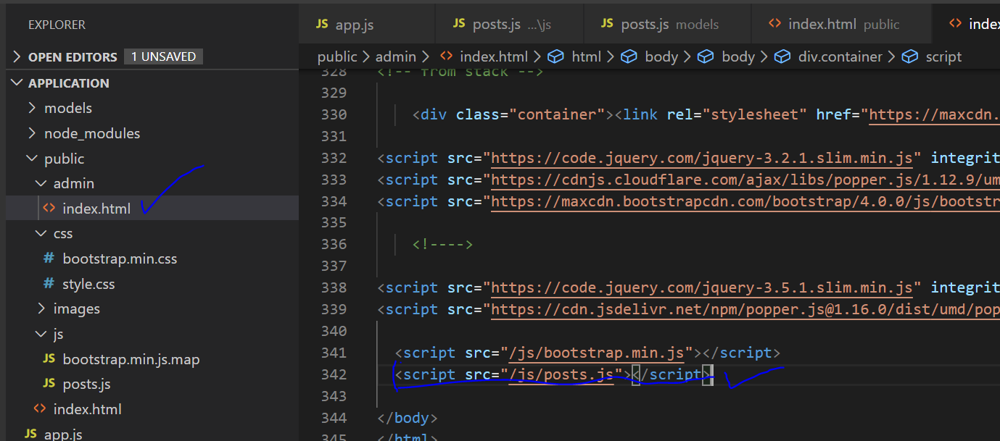 EXPLORER
OPEN EDITORS 1 UNSAVED
APPLICATION
models
node_modules
public
admin
index.html
css
bootstrap.min.css
style.css
images
js
JS bootstrap.min.js.map
JS posts.js
index.html
JS app.js
JS app.js JS posts.js ...\js JS posts.js models index.html public inde
public > admin > index.html > html > body > body > div.container > script
328 <!-- from stack -->
329
330 <div class="container"><link rel="stylesheet" href="https://maxcdn.
331
332 <script src="https://code.jquery.com/jquery-3.2.1.slim.min.js" integrit
333 <script src="https://cdnjs.cloudflare.com/ajax/libs/popper.js/1.12.9/um
334 <script src="https://maxcdn.bootstrapcdn.com/bootstrap/4.0.0/js/bootstr
335
336 <!---->
337
338 <script src="https://code.jquery.com/jquery-3.5.1.slim.min.js" integrit
339 <script src="https://cdn.jsdelivr.net/npm/popper.js@1.16.0/dist/umd/pop
340
341 <script src="/js/bootstrap.min.js"></script>
342 <script src="/js/posts.js"></script>
343
344 </body>
345 </html>